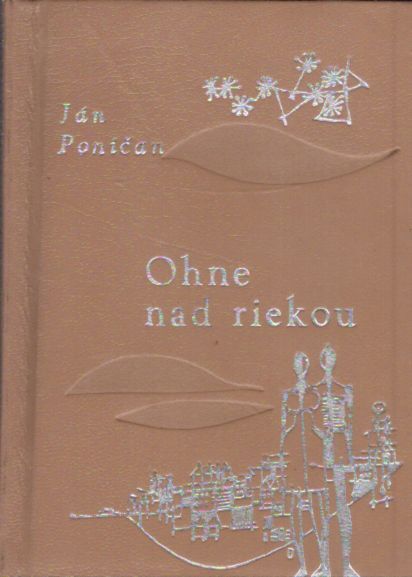 Ján
Poničan
Ohne
nad riekou